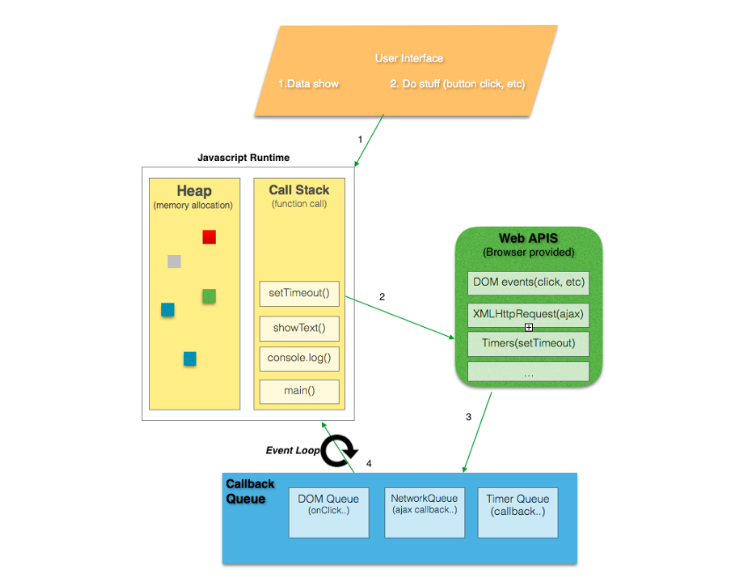 User Interface
1.Data show
2. Do stuff (button click, etc)
1
Javascript Runtime
Heap
(memory allocation)
Call Stack
(function call)
setTimeout()
showText()
console.log()
main()
2
Web APIS
(Browser provided)
DOM events(click, etc)
XMLHttpRequest(ajax)
Timers(setTimeout)
...
3
Event Loop
4
Callback
Queue
DOM Queue
(onClick..)
NetworkQueue
(ajax callback..)
Timer Queue
(callback..)